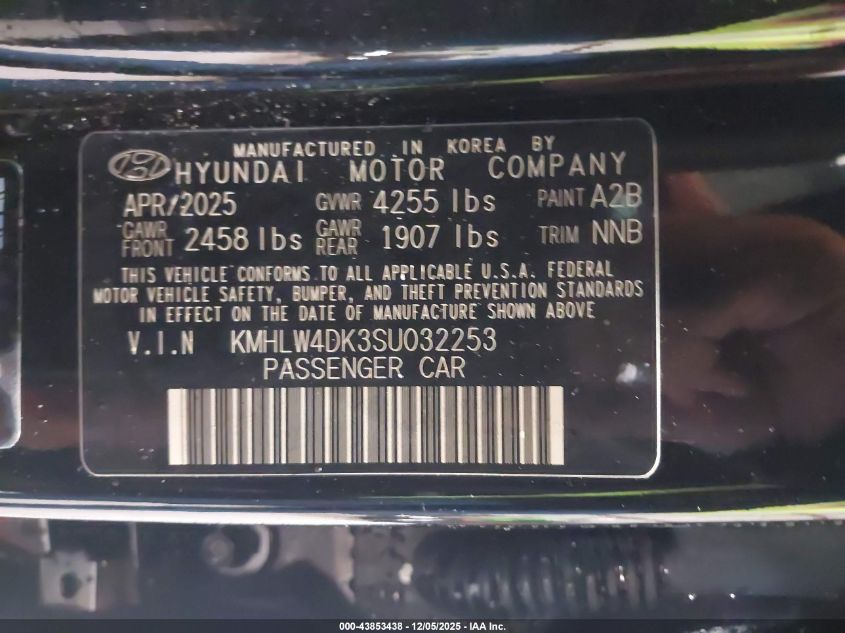 MANUFACTURED IN KOREA BY
HYUNDAI MOTOR COMPANY
APR/2025 GVWR 4255 lbs PAINT A2B
GAWR FRONT 2458 lbs GAWR REAR 1907 lbs TRIM NNB
THIS VEHICLE CONFORMS TO ALL APPLICABLE U.S.A. FEDERAL
MOTOR VEHICLE SAFETY, BUMPER, AND THEFT PREVENTION STANDARDS
IN EFFECT ON THE DATE OF MANUFACTURE SHOWN ABOVE
V.I.N KMHLW4DK3SU032253
PASSENGER CAR
000-43853438 - 12/05/2025 - IAA Inc.